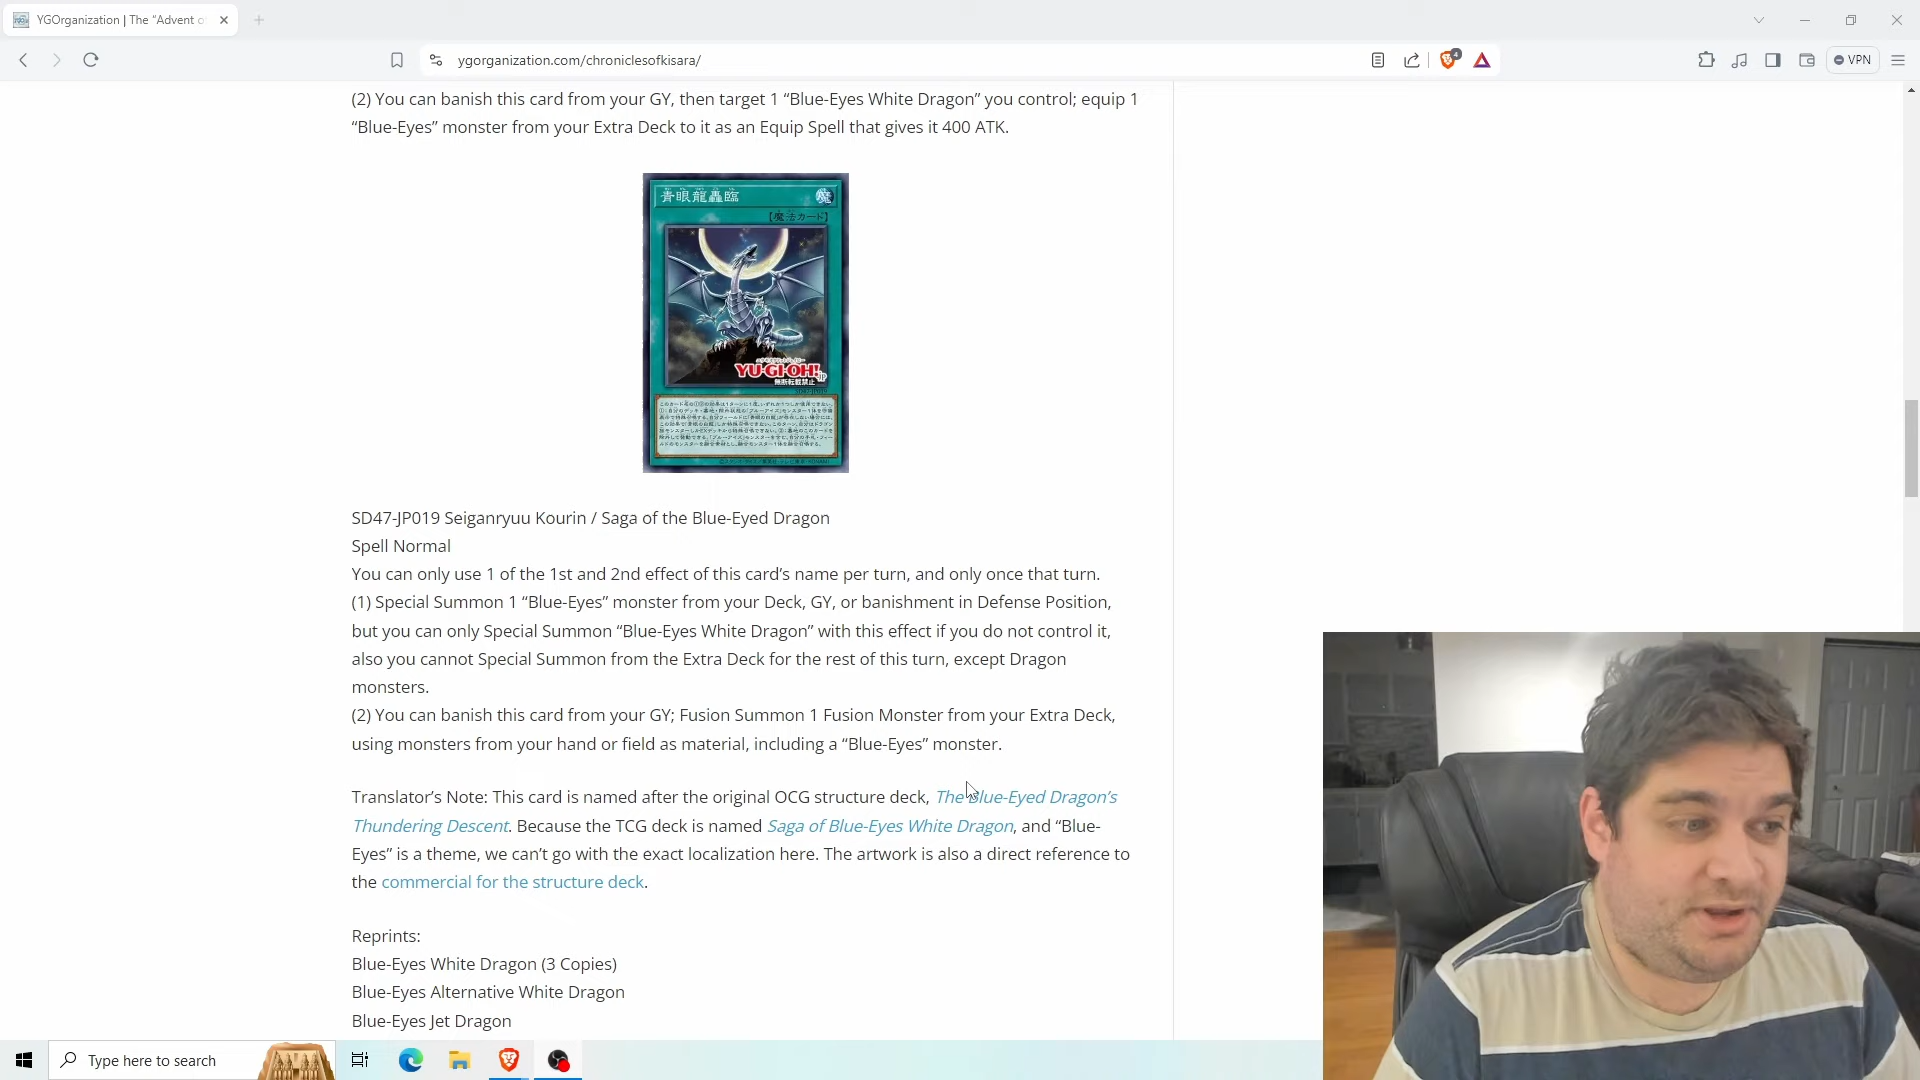 YGOrganization | The “Advent o
ygorganization.com/chroniclesofkisara/
4
VPN
(2) You can banish this card from your GY, then target 1 “Blue-Eyes White Dragon” you control; equip 1
“Blue-Eyes” monster from your Extra Deck to it as an Equip Spell that gives it 400 ATK.
青眼龍轟臨
魔
【魔法カード】
YU-GI-OH!
無断転載禁止
SD47-JP019 Seiganryuu Kourin / Saga of the Blue-Eyed Dragon
Spell Normal
You can only use 1 of the 1st and 2nd effect of this card’s name per turn, and only once that turn.
(1) Special Summon 1 “Blue-Eyes” monster from your Deck, GY, or banishment in Defense Position,
but you can only Special Summon “Blue-Eyes White Dragon” with this effect if you do not control it,
also you cannot Special Summon from the Extra Deck for the rest of this turn, except Dragon
monsters.
(2) You can banish this card from your GY; Fusion Summon 1 Fusion Monster from your Extra Deck,
using monsters from your hand or field as material, including a “Blue-Eyes” monster.
Translator’s Note: This card is named after the original OCG structure deck, The Blue-Eyed Dragon’s
Thundering Descent. Because the TCG deck is named Saga of Blue-Eyes White Dragon, and “Blue-
Eyes” is a theme, we can’t go with the exact localization here. The artwork is also a direct reference to
the commercial for the structure deck.
Reprints:
Blue-Eyes White Dragon (3 Copies)
Blue-Eyes Alternative White Dragon
Blue-Eyes Jet Dragon
Type here to search